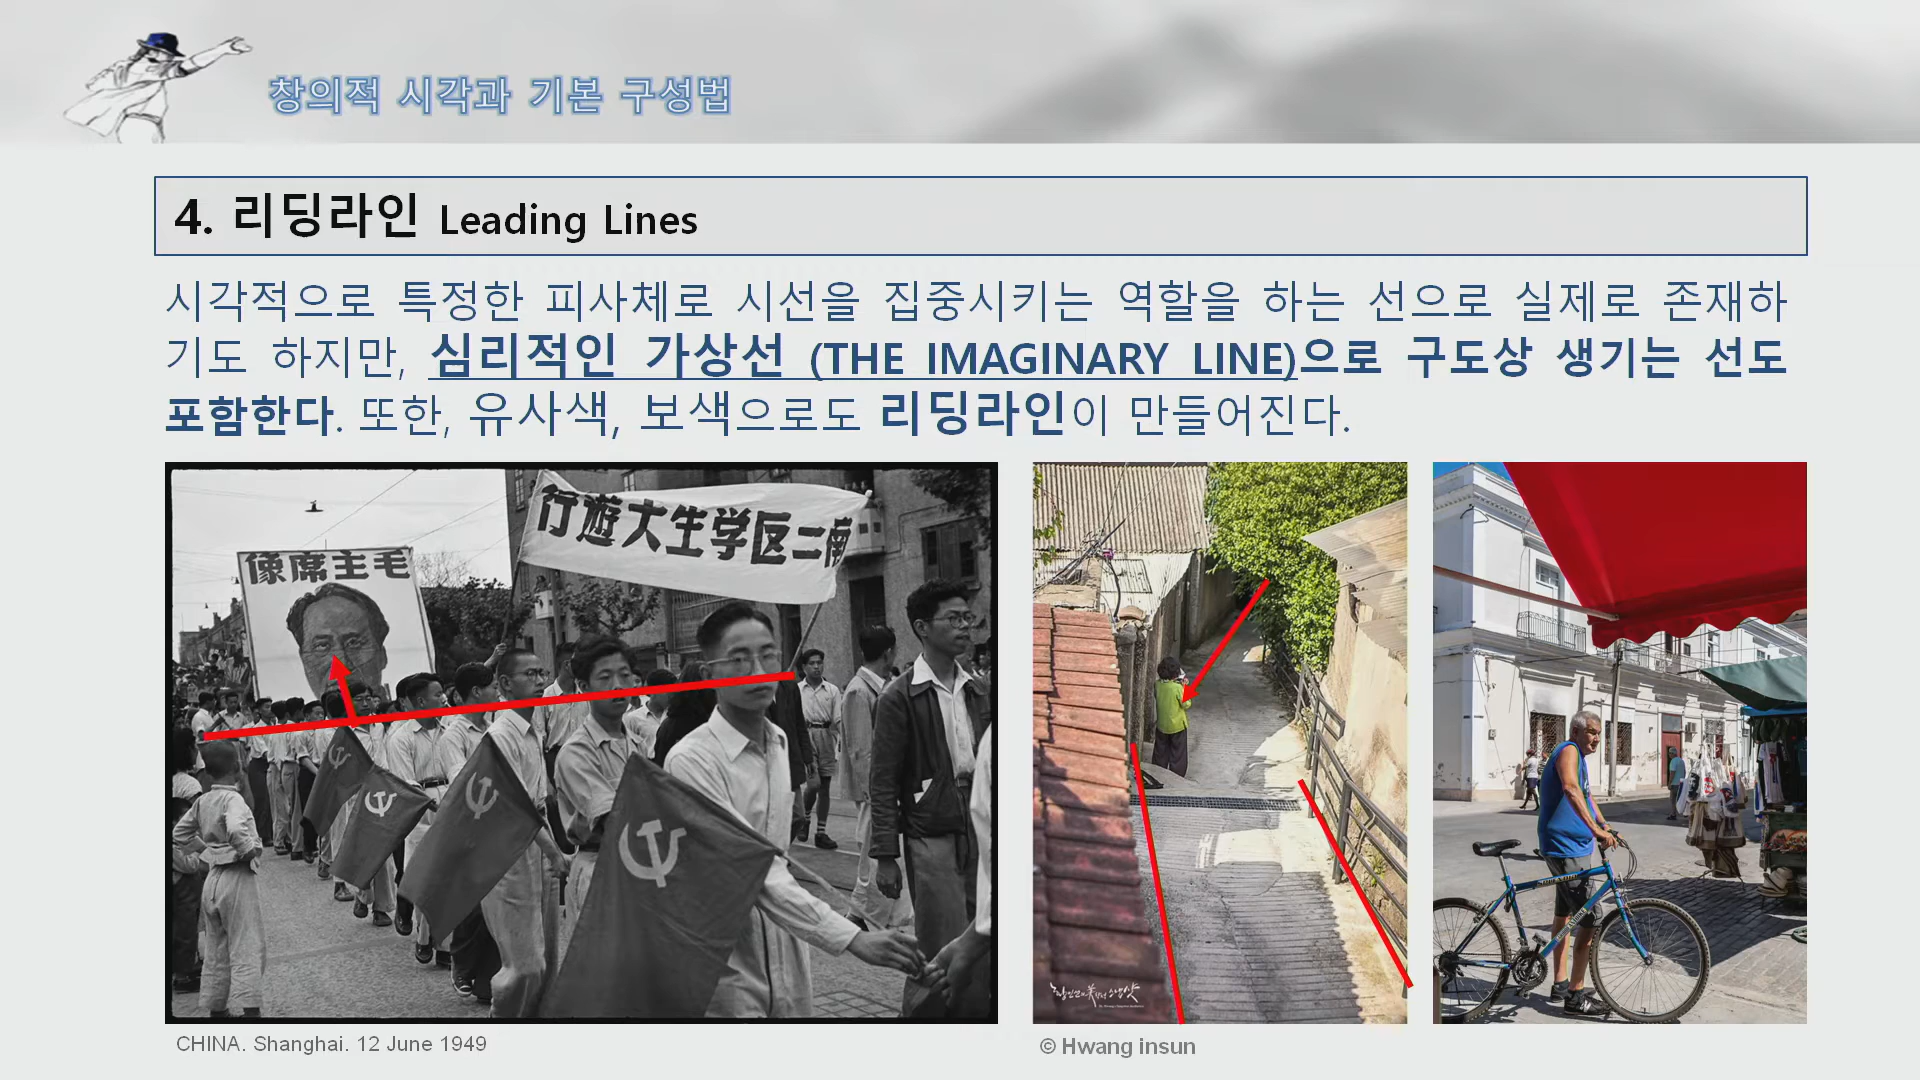 창의적 시각과 기본 구성법
4. 리딩라인 Leading Lines
시각적으로 특정한 피사체로 시선을 집중시키는 역할을 하는 선으로 실제로 존재하
기도 하지만, 심리적인 가상선 (THE IMAGINARY LINE)으로 구도상 생기는 선도
포함한다. 또한, 유사색, 보색으로도 리딩라인이 만들어진다.
行遊大生学区二南
像席主毛
CHINA. Shanghai. 12 June 1949
© Hwang insun